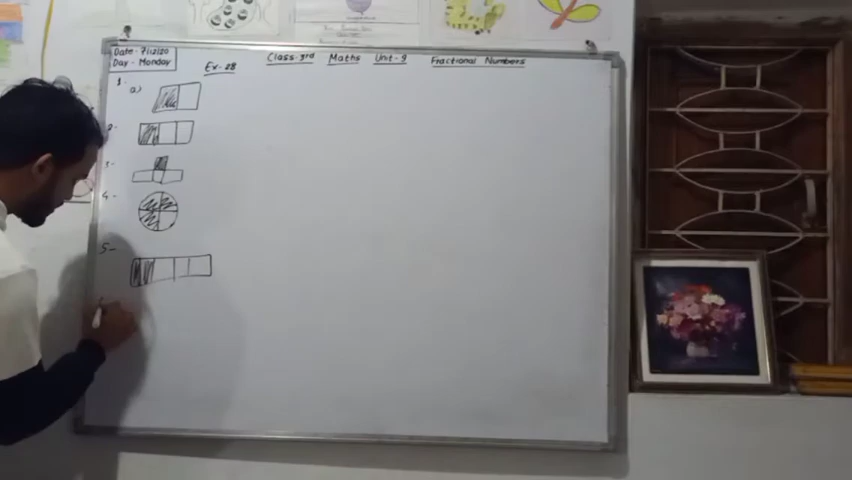 Date - 7/12/20
Day - Monday
Ex - 28 Class-3rd Maths Unit-9 Fractional Numbers
1.
a)
2-
3-
4-
5-